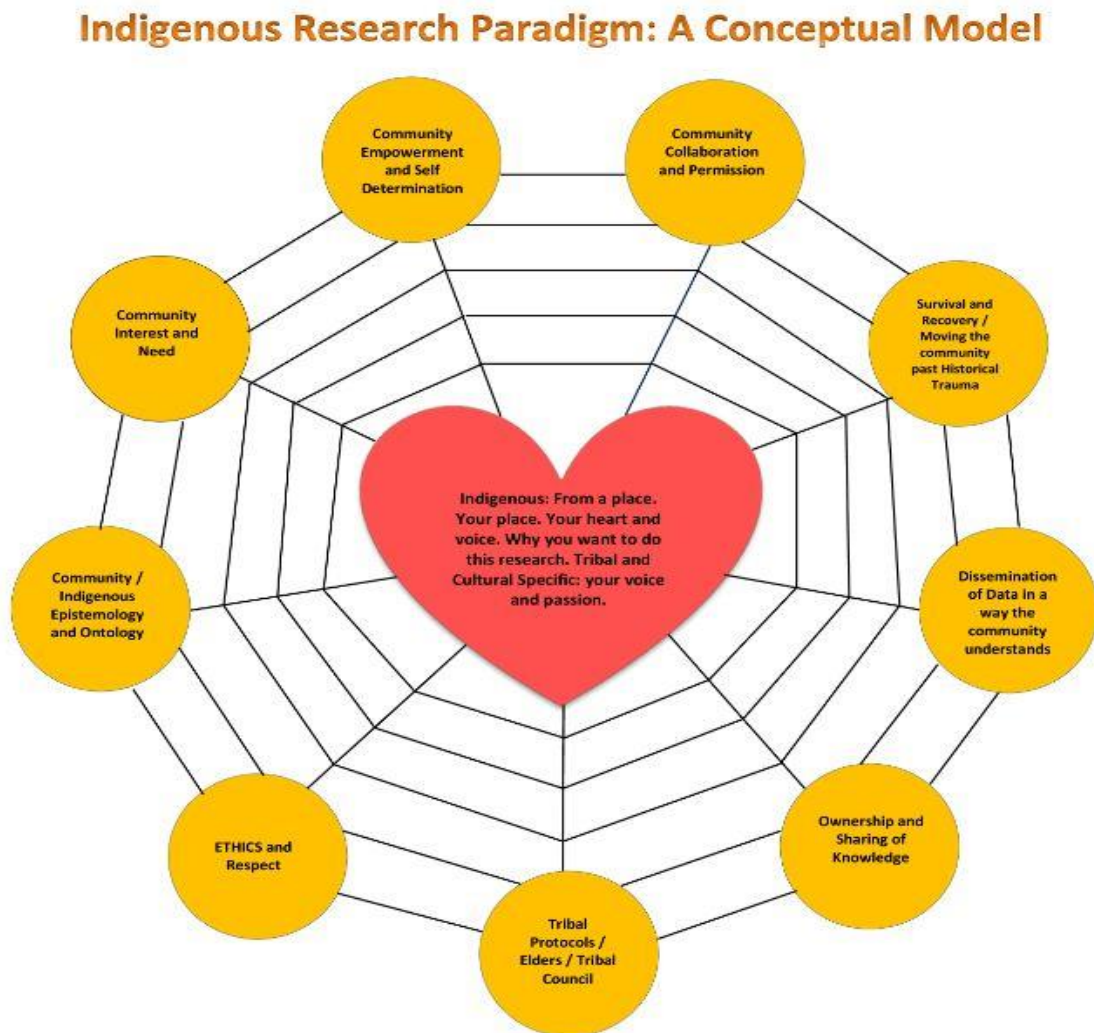 Indigenous Research Paradigm: A Conceptual Model
Community
Empowerment
and Self
Determination
Community
Collaboration
and Permission
Community
Interest and
Need
Survival and
Recovery /
Moving the
community
past Historical
Trauma
Indigenous: From a place.
Your place. Your heart and
voice. Why you want to do
this research. Tribal and
Cultural Specific: your voice
and passion.
Community /
Indigenous
Epistemology
and Ontology
Dissemination
of Data in a
way the
community
understands
ETHICS and
Respect
Ownership and
Sharing of
Knowledge
Tribal
Protocols /
Elders / Tribal
Council